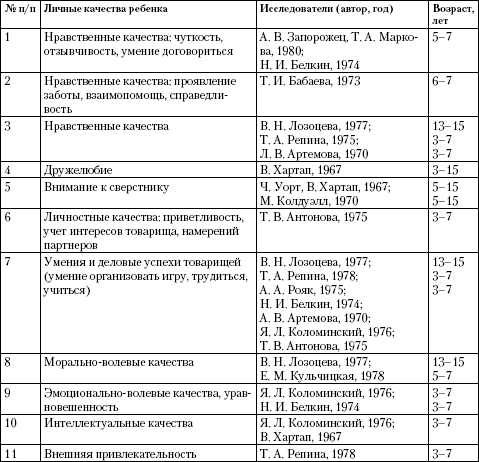 № п/п Личные качества ребенка Исследователи (автор, год) Возраст, лет
1 Нравственные качества: чуткость, отзывчивость, умение договориться
А. В. Запорожец, Т. А. Марко-
ва, 1980;
Н. И. Белкин, 1974
5–7
2 Нравственные качества: проявление
заботы, взаимопомощь, справедли-
вость
Т. И. Бабаева, 1973
6–7
3 Нравственные качества
В. Н. Лозоцева, 1977;
Т. А. Репина, 1975;
Л. В. Артемова, 1970
13–15
3–7
3–7
4 Дружелюбие
В. Хартап, 1967
3–15
5 Внимание к сверстнику
Ч. Уорт, В. Хартап, 1967;
М. Колдуэлл, 1970
5–15
5–15
6 Личностные качества: приветливость,
учет интересов товарища, намерений
партнеров
Т. В. Антонова, 1975
3–7
7 Умения и деловые успехи товарищей
(умение организовать игру, трудиться,
учиться)
В. Н. Лозоцева, 1977;
Т. А. Репина, 1978;
А. А. Рояк, 1975;
Н. И. Белкин, 1974;
А. В. Артемова, 1970;
Я. Л. Коломинский, 1976;
Т. В. Антонова, 1975
13–15
3–7
3–7
8 Морально-волевые качества
В. Н. Лозоцева, 1977;
Е. М. Кульчицкая, 1978
13–15
5–7
9 Эмоционально-волевые качества, урав-
новешенность
Я. Л. Коломинский, 1976;
Н. И. Белкин, 1974
3–7
3–7
10 Интеллектуальные качества
Я. Л. Коломинский, 1976;
В. Хартап, 1967
3–7
11 Внешняя привлекательность
Т. А. Репина, 1978
3–7